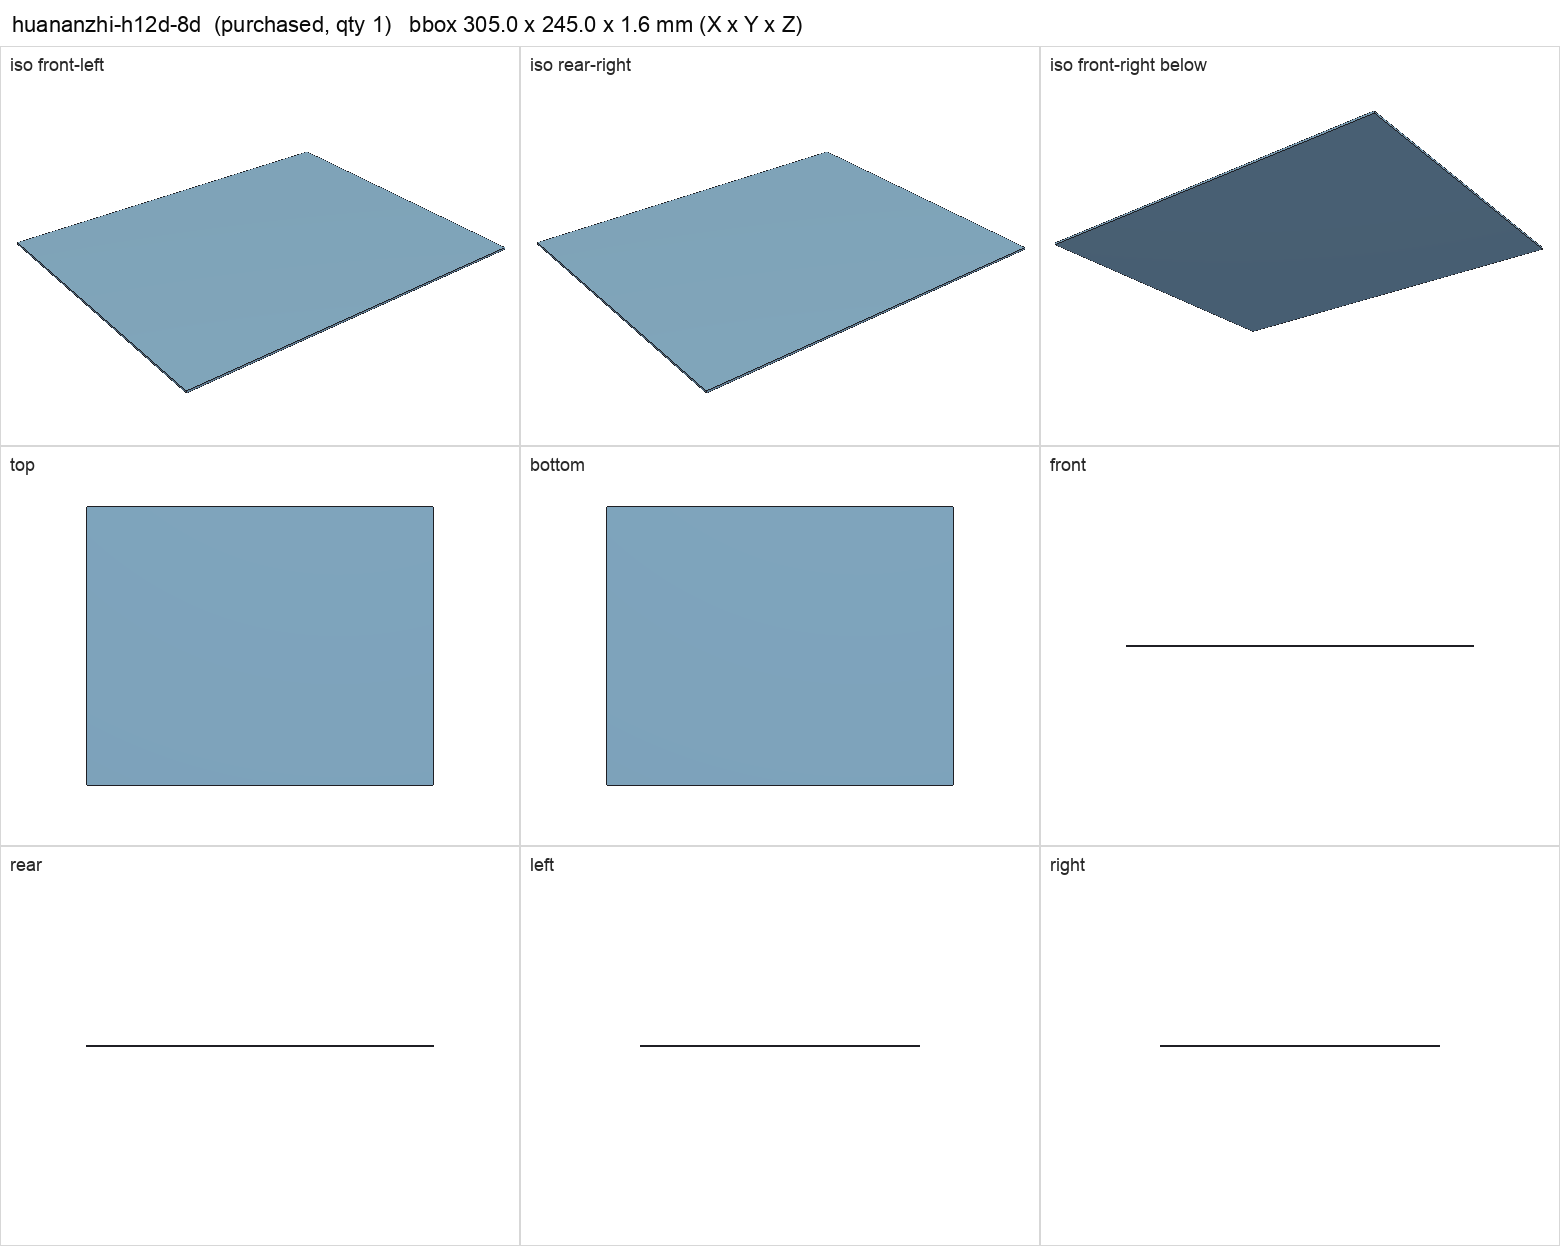 huananzhi-h12d-8d (purchased, qty 1) bbox 305.0 x 245.0 x 1.6 mm (X x Y x Z)
iso front-left
iso rear-right
iso front-right below
top
bottom
front
rear
left
right